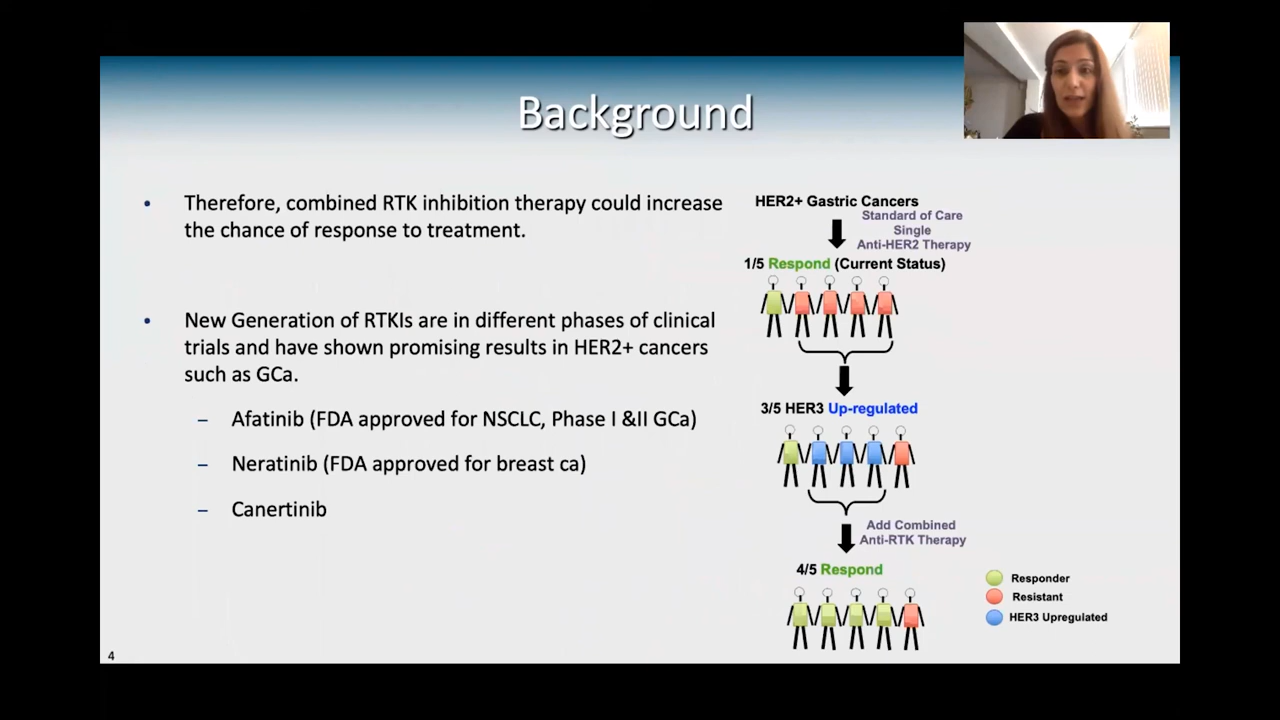 Background
• Therefore, combined RTK inhibition therapy could increase
the chance of response to treatment.
• New Generation of RTKIs are in different phases of clinical
trials and have shown promising results in HER2+ cancers
such as GCa.
– Afatinib (FDA approved for NSCLC, Phase I &II GCa)
– Neratinib (FDA approved for breast ca)
– Canertinib
HER2+ Gastric Cancers
Standard of Care
Single
Anti-HER2 Therapy
1/5 Respond (Current Status)
3/5 HER3 Up-regulated
Add Combined
Anti-RTK Therapy
4/5 Respond
Responder
Resistant
HER3 Upregulated
4